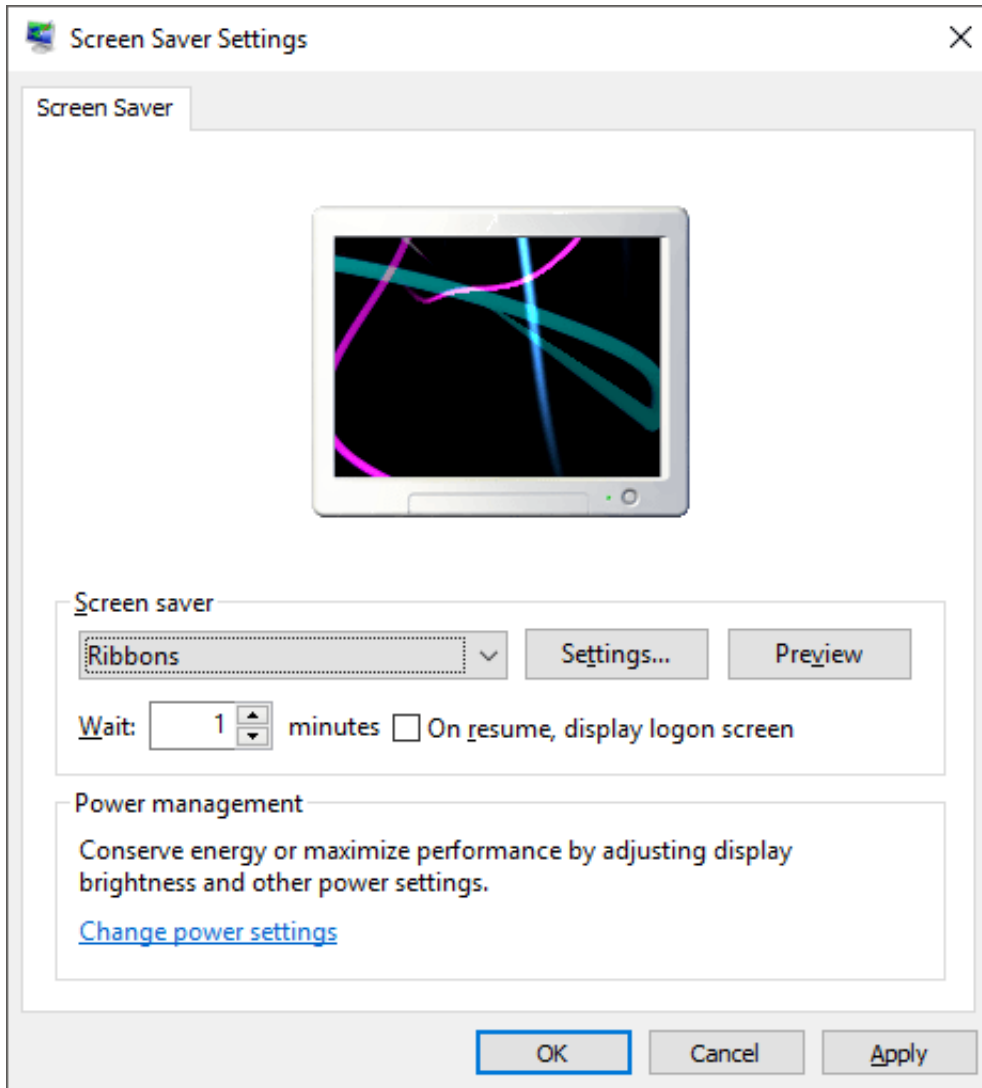 Screen Saver Settings
Screen Saver
Screen saver
Ribbons
Settings...
Preview
Wait: 1 minutes On resume, display logon screen
Power management
Conserve energy or maximize performance by adjusting display
brightness and other power settings.
Change power settings
OK
Cancel
Apply